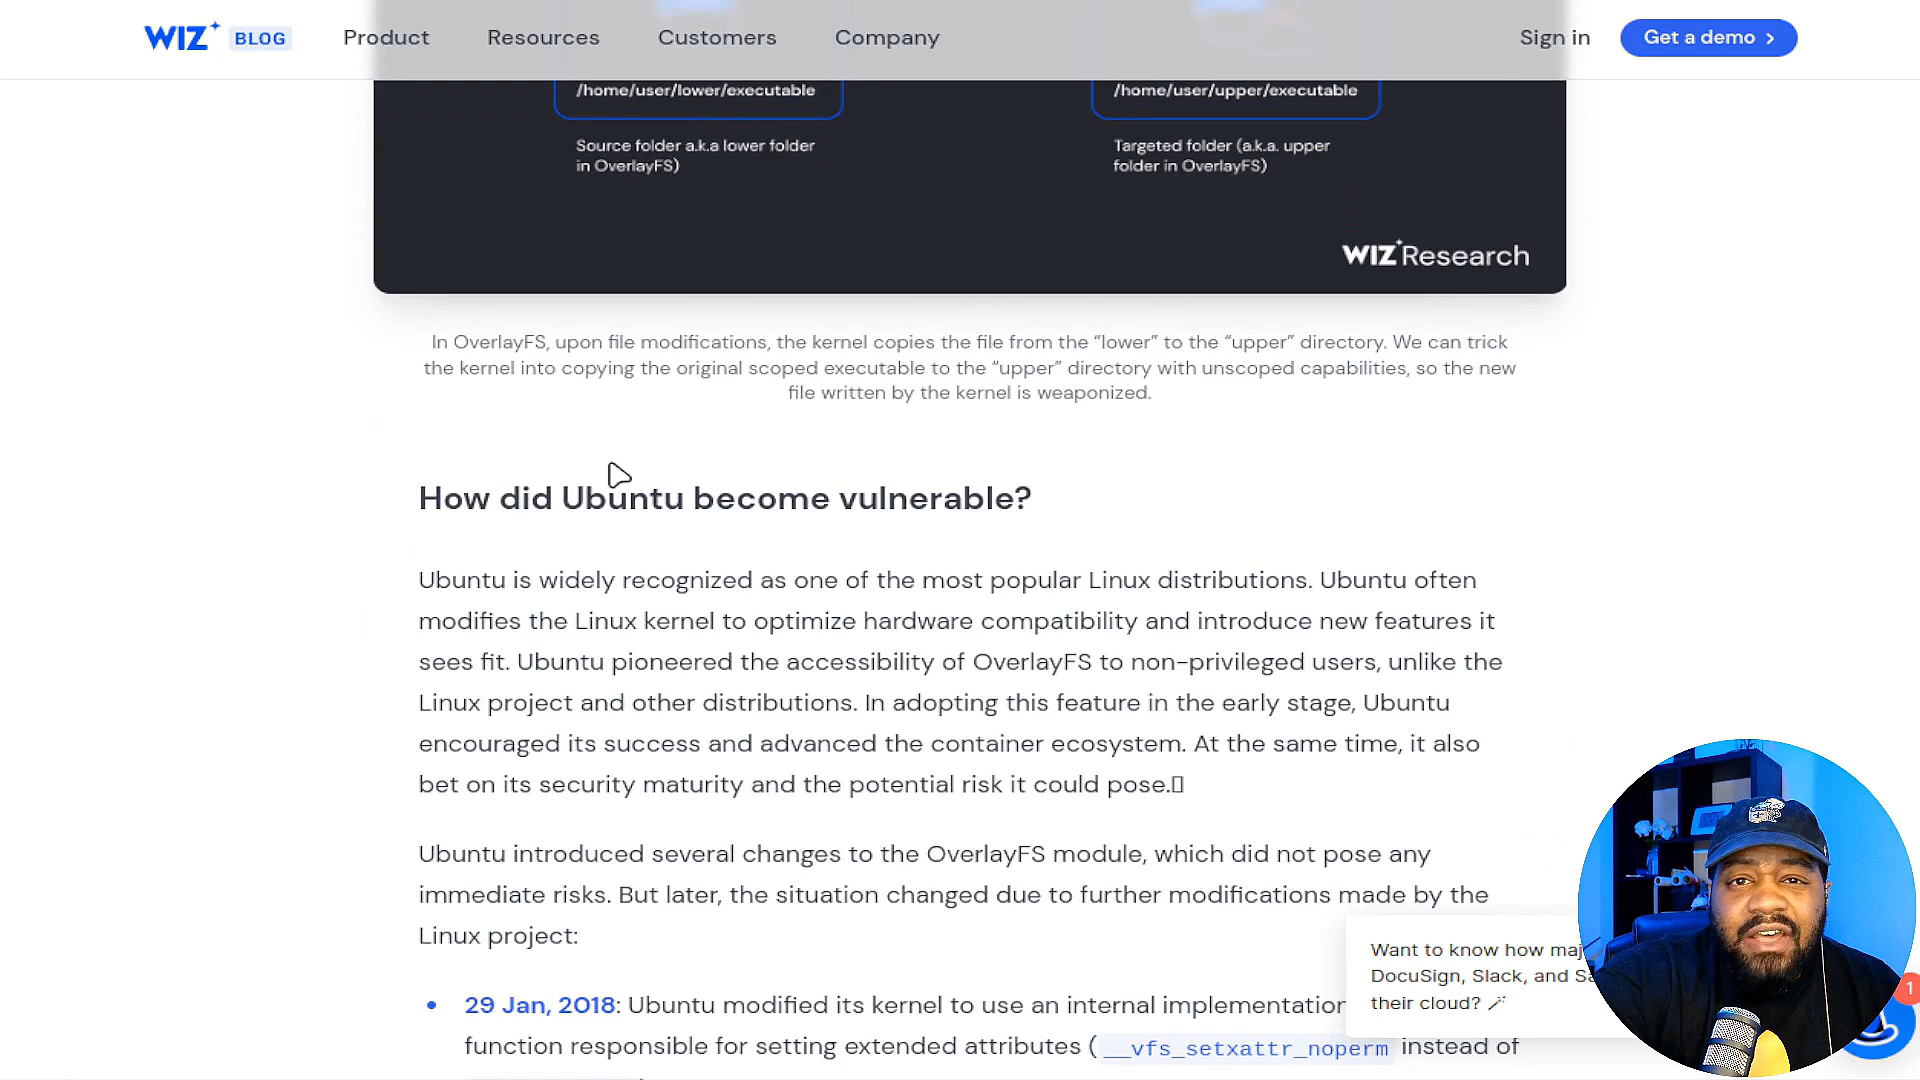 WIZ BLOG Product Resources Customers Company Sign in Get a demo
/home/user/lower/executable
Source folder a.k.a lower folder
in OverlayFS)
/home/user/upper/executable
Targeted folder (a.k.a. upper
folder in OverlayFS)
WIZ Research
In OverlayFS, upon file modifications, the kernel copies the file from the “lower” to the “upper” directory. We can trick
the kernel into copying the original scoped executable to the “upper” directory with unscoped capabilities, so the new
file written by the kernel is weaponized.
How did Ubuntu become vulnerable?
Ubuntu is widely recognized as one of the most popular Linux distributions. Ubuntu often
modifies the Linux kernel to optimize hardware compatibility and introduce new features it
sees fit. Ubuntu pioneered the accessibility of OverlayFS to non-privileged users, unlike the
Linux project and other distributions. In adopting this feature in the early stage, Ubuntu
encouraged its success and advanced the container ecosystem. At the same time, it also
bet on its security maturity and the potential risk it could pose.
Ubuntu introduced several changes to the OverlayFS module, which did not pose any
immediate risks. But later, the situation changed due to further modifications made by the
Linux project:
• 29 Jan, 2018: Ubuntu modified its kernel to use an internal implementation
function responsible for setting extended attributes ( __vfs_setxattr_noperm instead of
Want to know how maj
DocuSign, Slack, and Sa
their cloud?
1